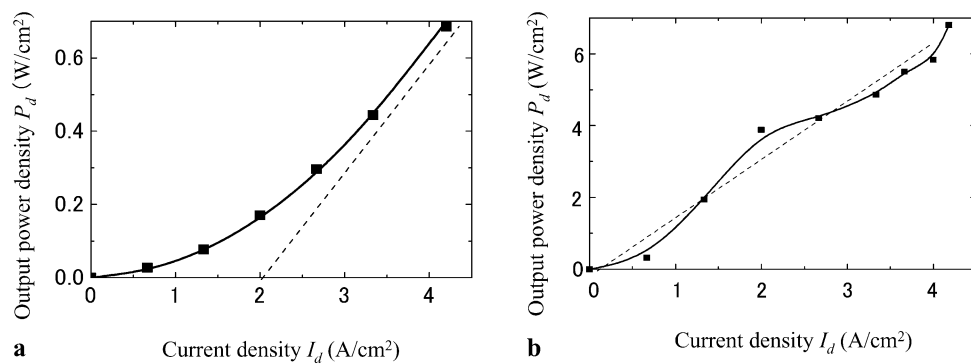 Output power density P_d (W/cm²)
0.6
0.4
0.2
0.0
0 1 2 3 4
Current density I_d (A/cm²)
a
Output power density P_d (W/cm²)
6
4
2
0
0 1 2 3 4
Current density I_d (A/cm²)
b